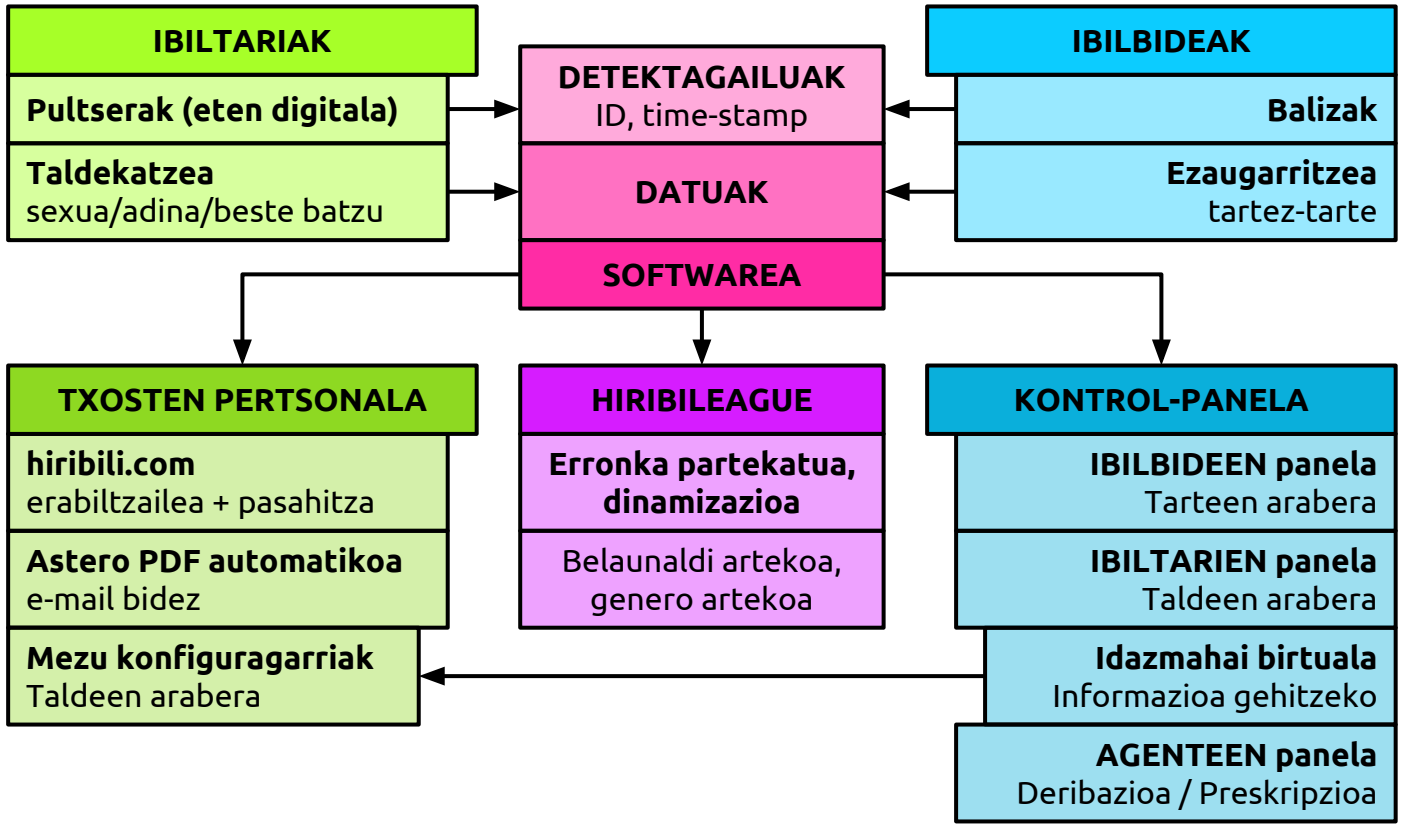 IBILTARIAK
Pultserak (eten digitala)
Taldekatzea
sexua/adina/beste batzu
DETEKTAGAILUAK
ID, time-stamp
DATUAK
SOFTWAREA
IBILBIDEAK
Balizak
Ezaugarritzea
tartez-tarte
TXOSTEN PERTSONALA
hiribili.com
erabiltzailea + pasahitza
Astero PDF automatikoa
e-mail bidez
Mezu konfiguragarriak
Taldeen arabera
HIRIBILEAGUE
Erronka partekatua,
dinamizazioa
Belaunaldi artekoa,
genero artekoa
KONTROL-PANELA
IBILBIDEEN panela
Tarteen arabera
IBILTARIEN panela
Taldeen arabera
Idazmahai birtuala
Informazioa gehitzeko
AGENTEEN panela
Deribazioa / Preskripzioa